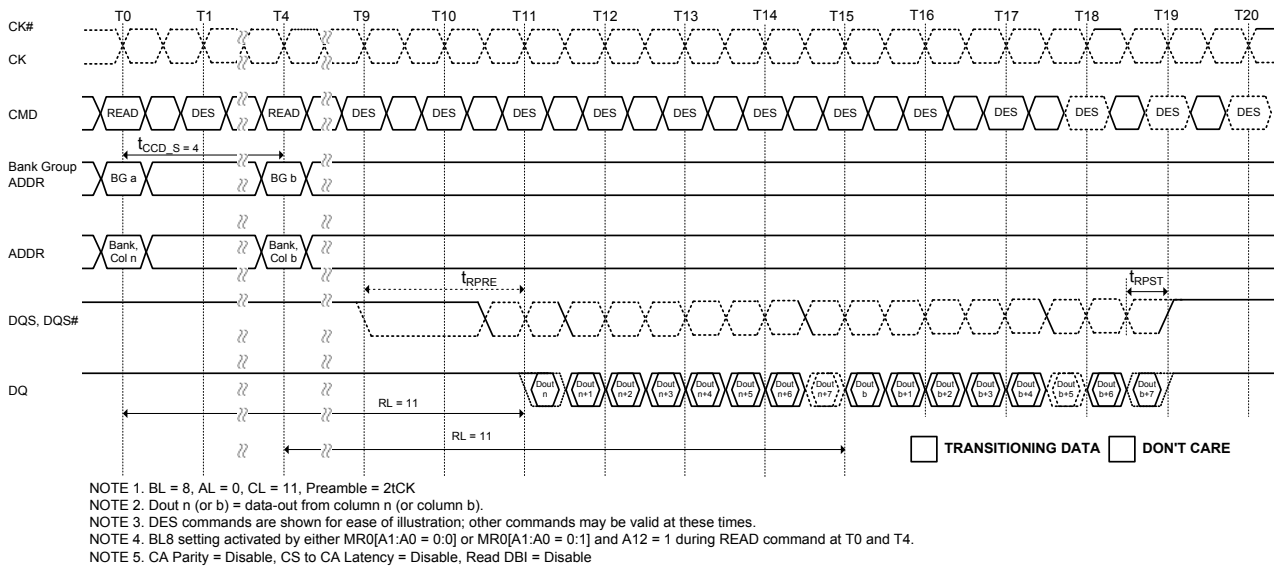 T0 T1 T4 T9 T10 T11 T12 T13 T14 T15 T16 T17 T18 T19 T20
CK#
CK
CMD READ DES READ DES DES DES DES DES DES DES DES DES DES DES DES
tCCD_S = 4
Bank Group
ADDR
BG a BG b
ADDR
Bank,
Col n
Bank,
Col b
tRPRE tRPST
DQS, DQS#
DQ
Dout
n
Dout
n+1
Dout
n+2
Dout
n+3
Dout
n+4
Dout
n+5
Dout
n+6
Dout
n+7
Dout
b
Dout
b+1
Dout
b+2
Dout
b+3
Dout
b+4
Dout
b+5
Dout
b+6
Dout
b+7
RL = 11
RL = 11
TRANSITIONING DATA DON'T CARE
NOTE 1. BL = 8, AL = 0, CL = 11, Preamble = 2tCK
NOTE 2. Dout n (or b) = data-out from column n (or column b).
NOTE 3. DES commands are shown for ease of illustration; other commands may be valid at these times.
NOTE 4. BL8 setting activated by either MR0[A1:A0 = 0:0] or MR0[A1:A0 = 0:1] and A12 = 1 during READ command at T0 and T4.
NOTE 5. CA Parity = Disable, CS to CA Latency = Disable, Read DBI = Disable